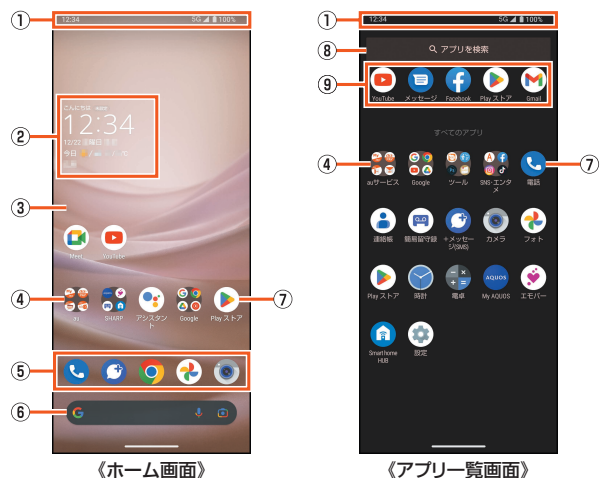 ①
12:34
5G
100%
②
こんにちは
12:34
今日
③
Meet
YouTube
④
au
SHARP
アシスタン
ト
Google
Play ストア
⑦
⑤
⑥
《ホーム画面》
①
12:34
5G
100%
⑧
アプリを検索
⑨
YouTube
メッセージ
Facebook
Play ストア
Gmail
すべてのアプリ
④
auサービス
Google
ツール
SNS･エンタ
メ
電話
⑦
連絡帳
簡易留守録
+メッセー
ジ(SMS)
カメラ
フォト
Play ストア
時計
電卓
AQUOS
My AQUOS
エモパー
Smart home
HUB
設定
《アプリ一覧画面》